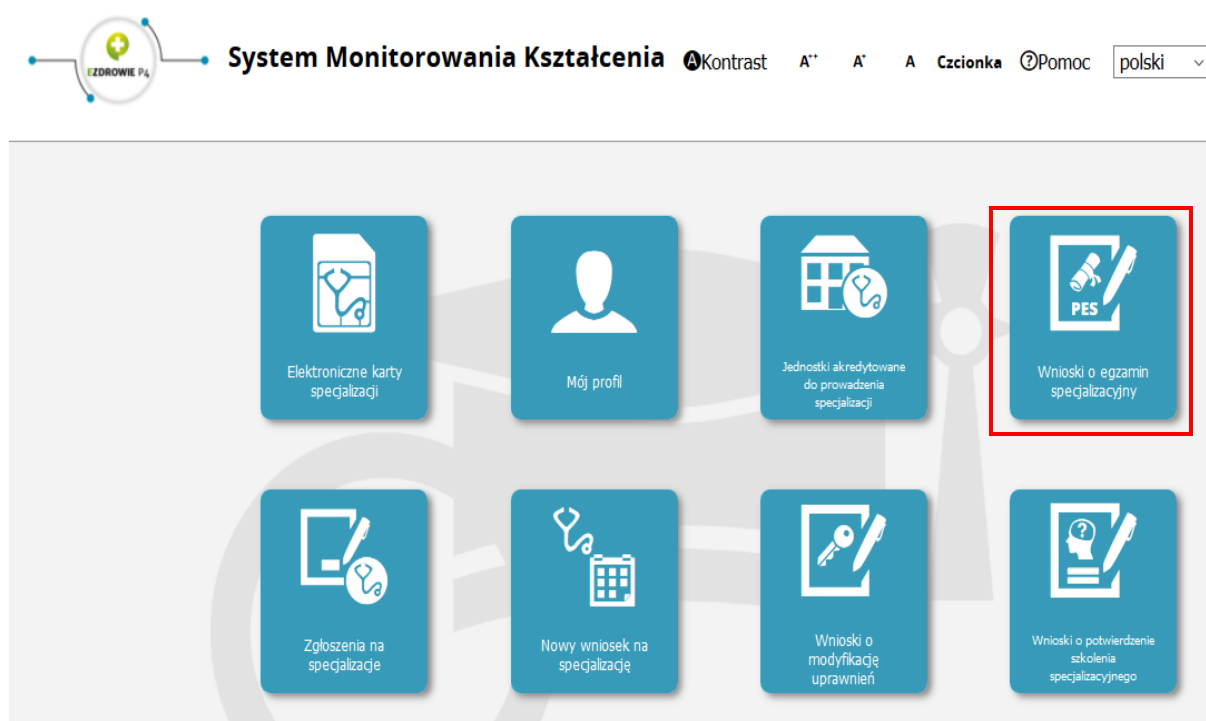 EZDROWIE P4
System Monitorowania Kształcenia
A Kontrast
A++
A+
A
Czcionka
?Pomoc
polski
Elektroniczne karty
specjalizacji
Mój profil
Jednostki akredytowane
do prowadzenia
specjalizacji
PES
Wnioski o egzamin
specjalizacyjny
Zgłoszenia na
specjalizacje
Nowy wniosek na
specjalizację
Wnioski o
modyfikację
uprawnień
?
Wnioski o potwierdzenie
szkolenia
specjalizacyjnego